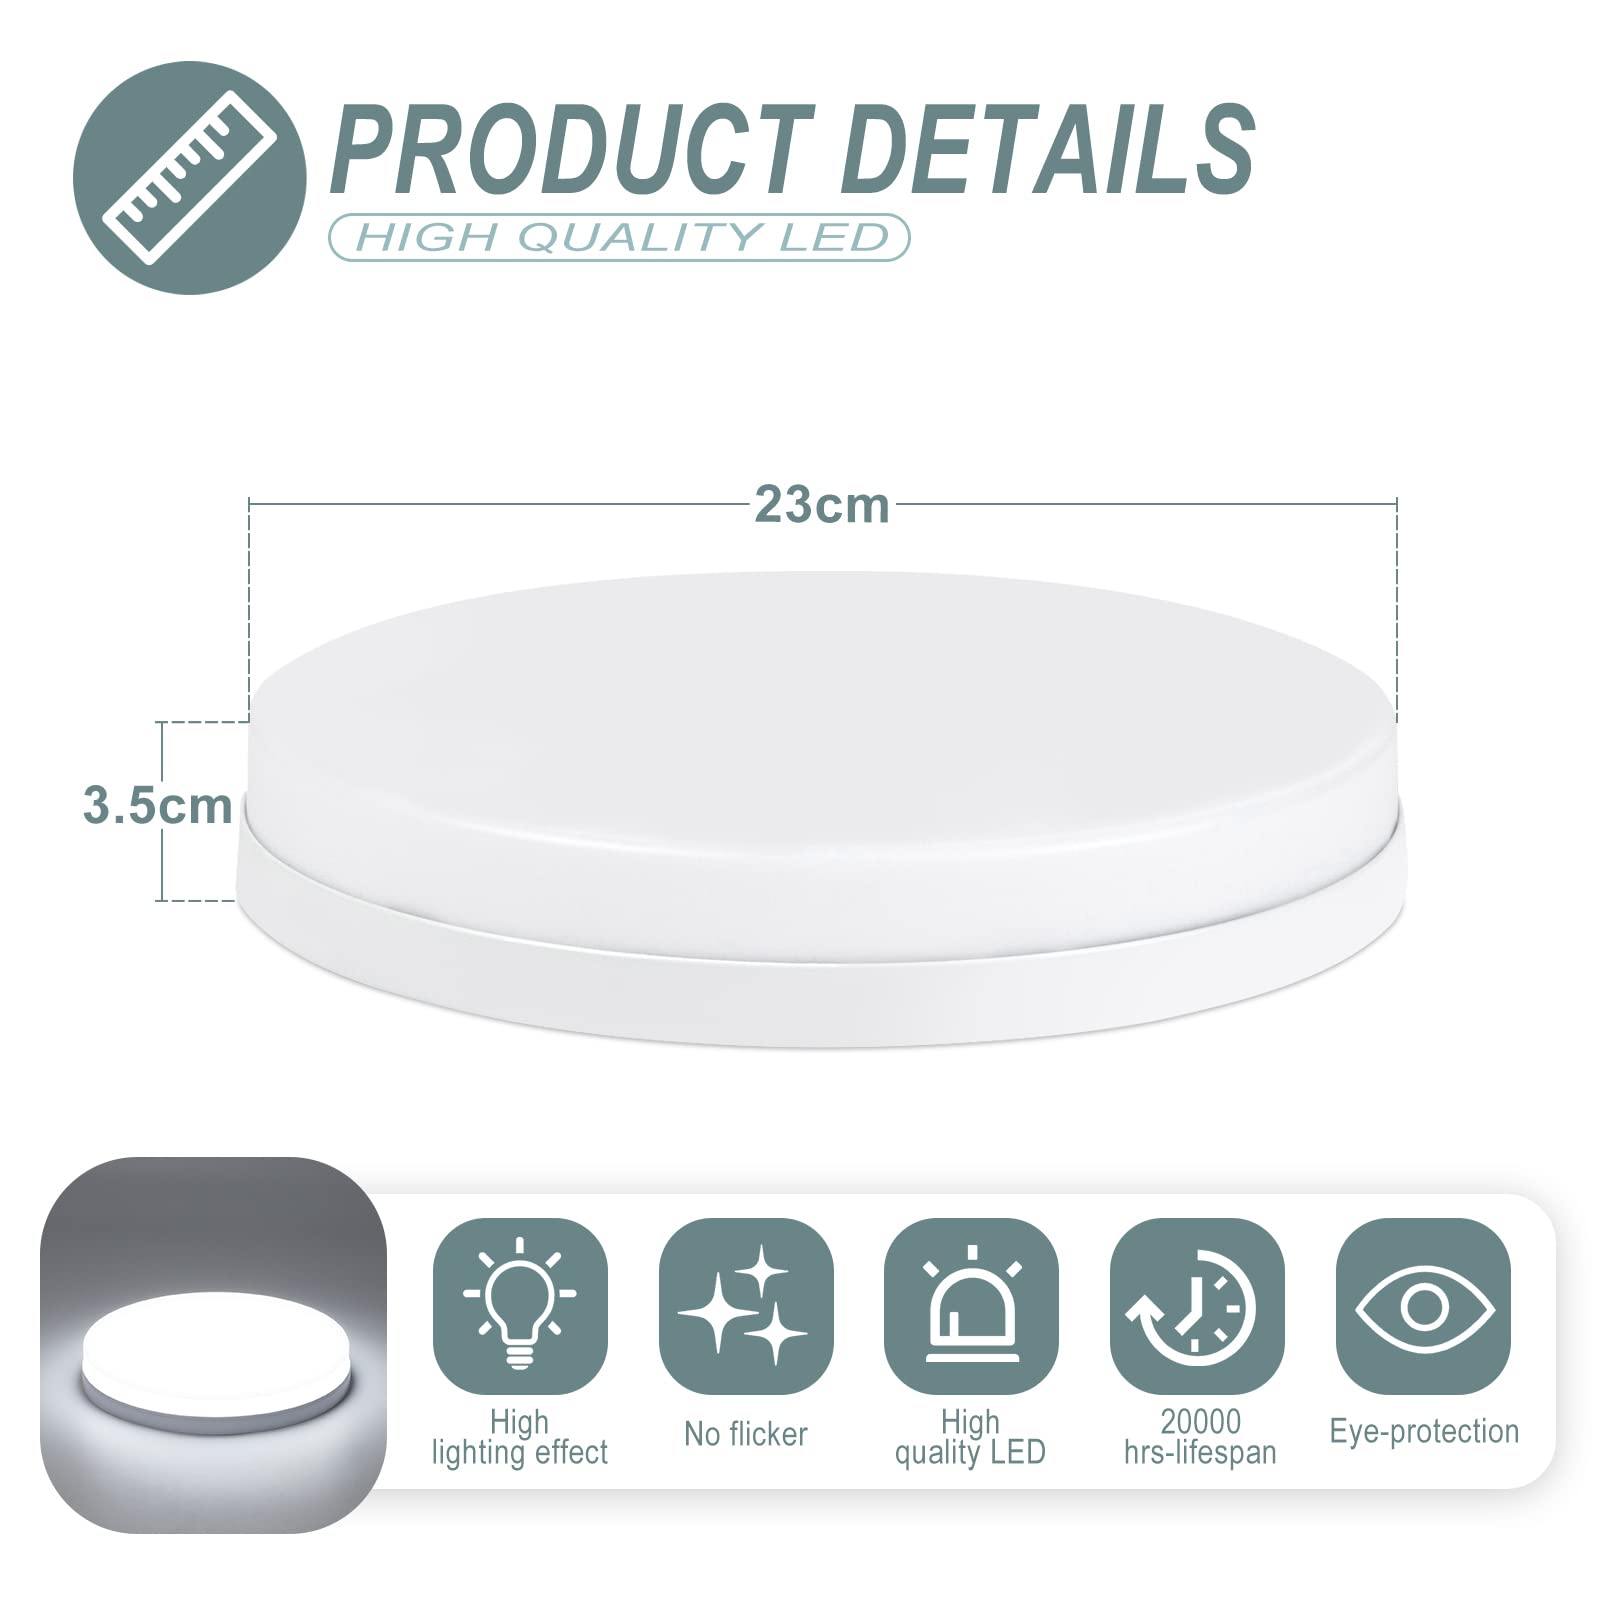 PRODUCT DETAILS
HIGH QUALITY LED
23cm
3.5cm
High
lighting effect
No flicker
High
quality LED
20000
hrs-lifespan
Eye-protection